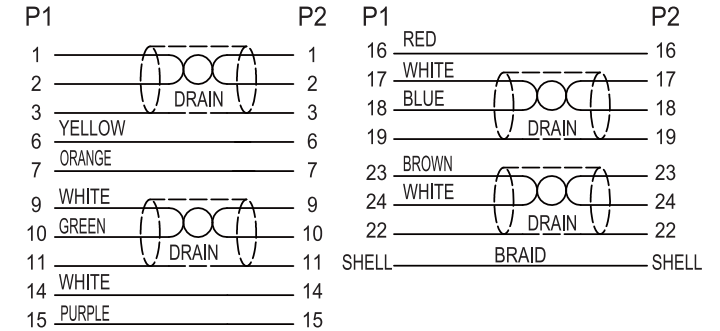 P1 P2
1 1
2 2
DRAIN
3 3
6 YELLOW 6
7 ORANGE 7
9 WHITE 9
10 GREEN 10
DRAIN
11 11
14 WHITE 14
15 PURPLE 15
P1 P2
16 RED 16
17 WHITE 17
18 BLUE 18
DRAIN
19 19
23 BROWN 23
24 WHITE 24
DRAIN
22 22
SHELL BRAID SHELL